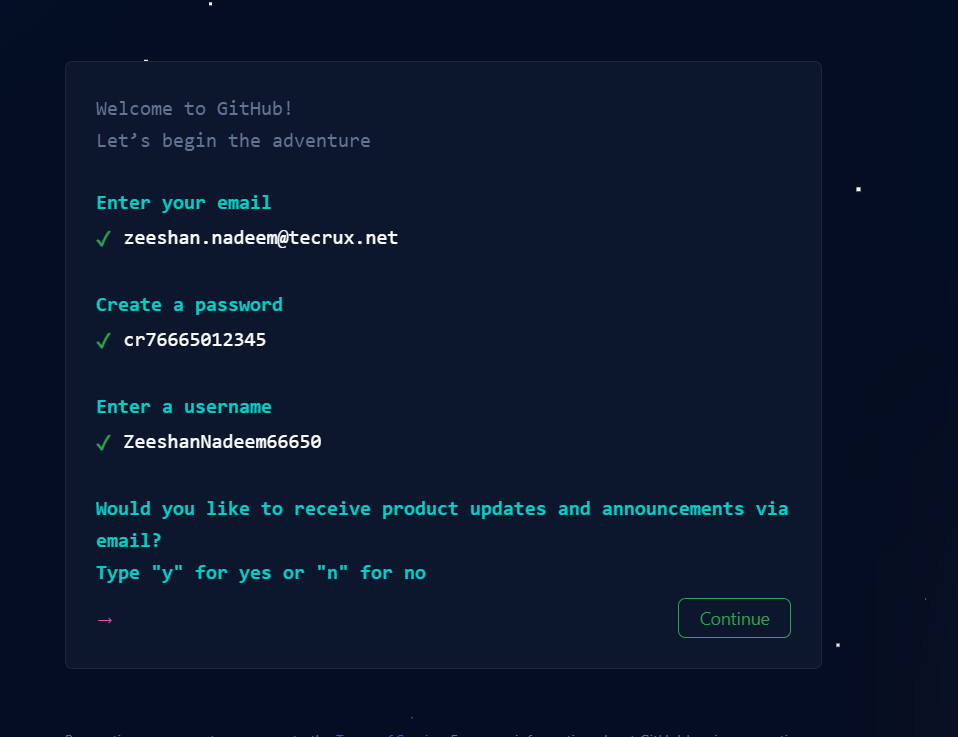 Welcome to GitHub!
Let’s begin the adventure
Enter your email
✓ zeeshan.nadeem@tecrux.net
Create a password
✓ cr76665012345
Enter a username
✓ ZeeshanNadeem66650
Would you like to receive product updates and announcements via
email?
Type "y" for yes or "n" for no
→ Continue